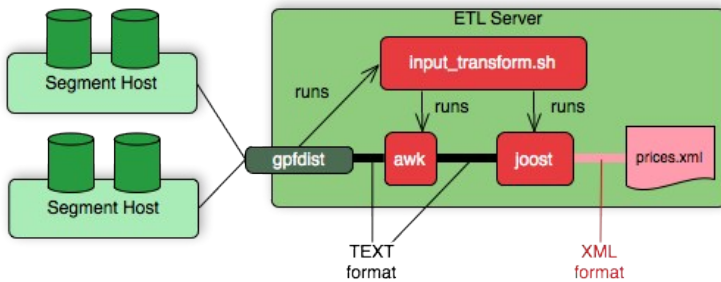 ETL Server
input_transform.sh
Segment Host
runs
runs
runs
gpfdist
awk
joost
prices.xml
Segment Host
TEXT
format
XML
format